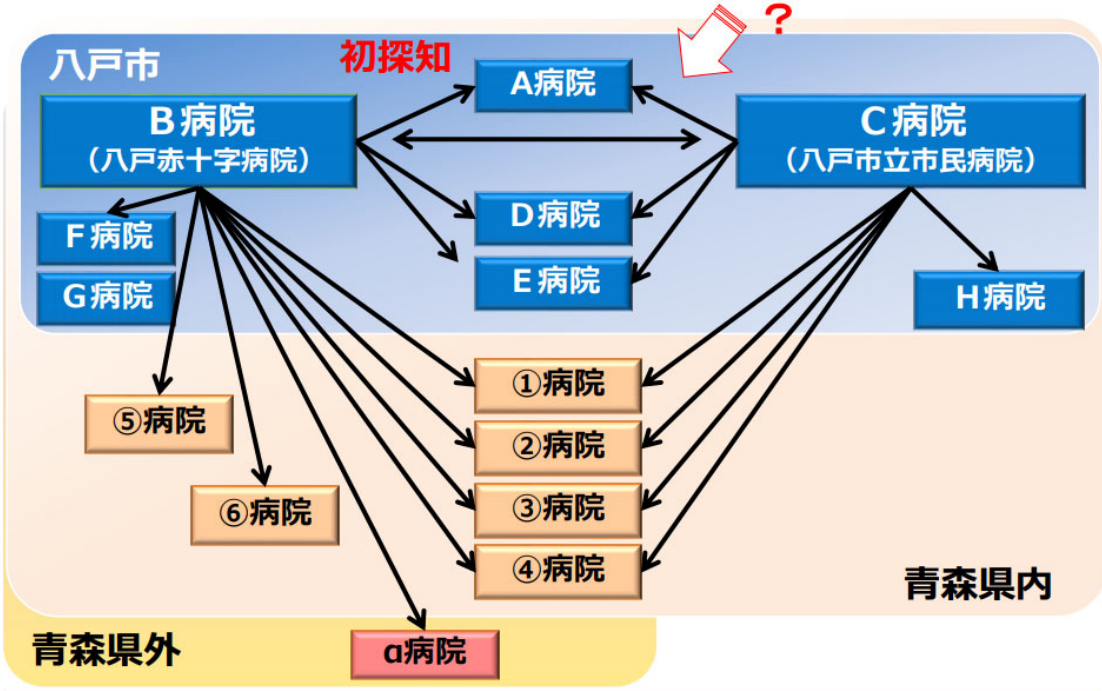 ？
八戸市
初探知
A病院
B病院
（八戸赤十字病院）
C病院
（八戸市立市民病院）
D病院
F病院
E病院
G病院
H病院
①病院
⑤病院
②病院
⑥病院
③病院
④病院
青森県内
青森県外
α病院